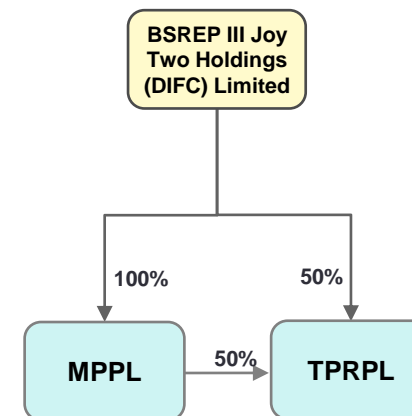 BSREP III Joy
Two Holdings
(DIFC) Limited
100%
50%
MPPL
50%
TPRPL